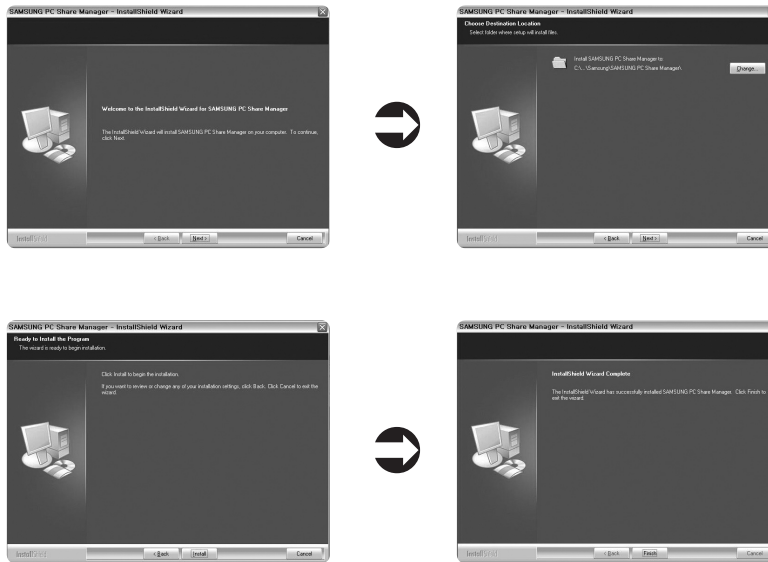 SAMSUNG PC Share Manager - InstallShield Wizard
Welcome to the InstallShield Wizard for SAMSUNG PC Share Manager
The InstallShield Wizard will install SAMSUNG PC Share Manager on your computer. To continue,
click Next.
InstallShield
< Back
Next >
Cancel
SAMSUNG PC Share Manager - InstallShield Wizard
Choose Destination Location
Select folder where setup will install files.
Install SAMSUNG PC Share Manager to:
C:\...\Samsung\SAMSUNG PC Share Manager\
Change...
InstallShield
< Back
Next >
Cancel
SAMSUNG PC Share Manager - InstallShield Wizard
Ready to Install the Program
The wizard is ready to begin installation.
Click Install to begin the installation.
If you want to review or change any of your installation settings, click Back. Click Cancel to exit the
wizard.
InstallShield
< Back
Install
Cancel
SAMSUNG PC Share Manager - InstallShield Wizard
InstallShield Wizard Complete
The InstallShield Wizard has successfully installed SAMSUNG PC Share Manager. Click Finish to
exit the wizard.
InstallShield
< Back
Finish
Cancel